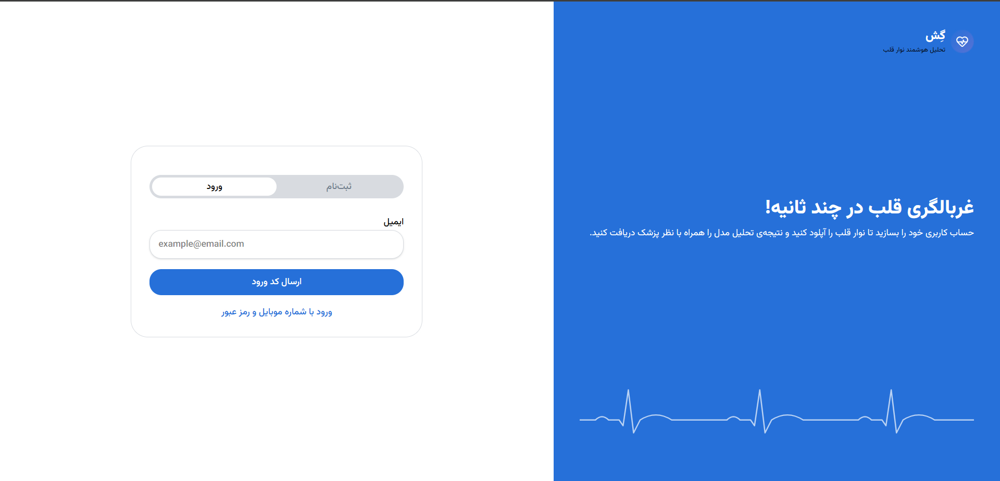 گِش
تحلیل هوشمند نوار قلب
غربالگری قلب در چند ثانیه!
حساب کاربری خود را بسازید تا نوار قلب را آپلود کنید و نتیجه‌ی تحلیل مدل را همراه با نظر پزشک دریافت کنید.
ثبت‌نام
ورود
ایمیل
example@email.com
ارسال کد ورود
ورود با شماره موبایل و رمز عبور